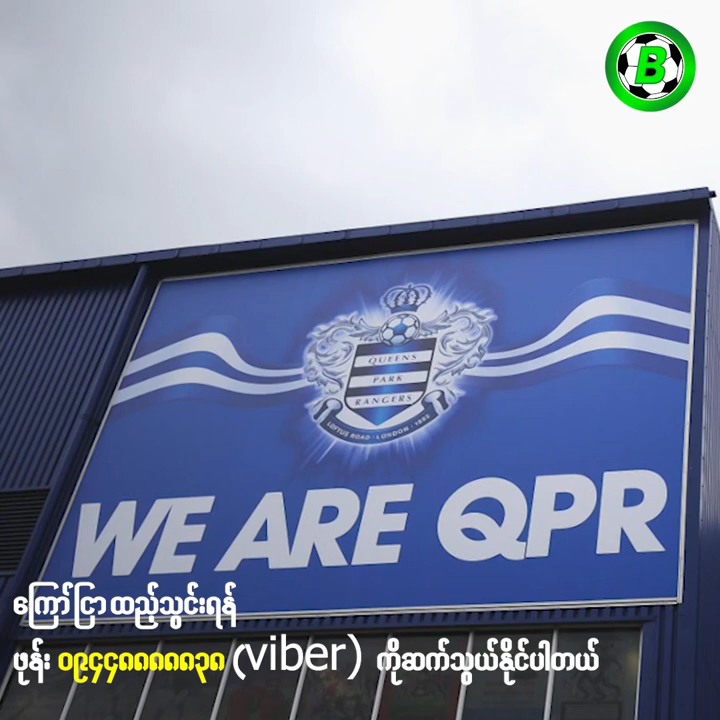 B
QUEENS
PARK
RANGERS
LOFTUS ROAD · LONDON · 1882
WE ARE QPR
ကြော်ငြာထည့်သွင်းရန်
ဖုန်း ၀၉၄၄၈၈၈၈၈၃၈ (viber) ကိုဆက်သွယ်နိုင်ပါတယ်